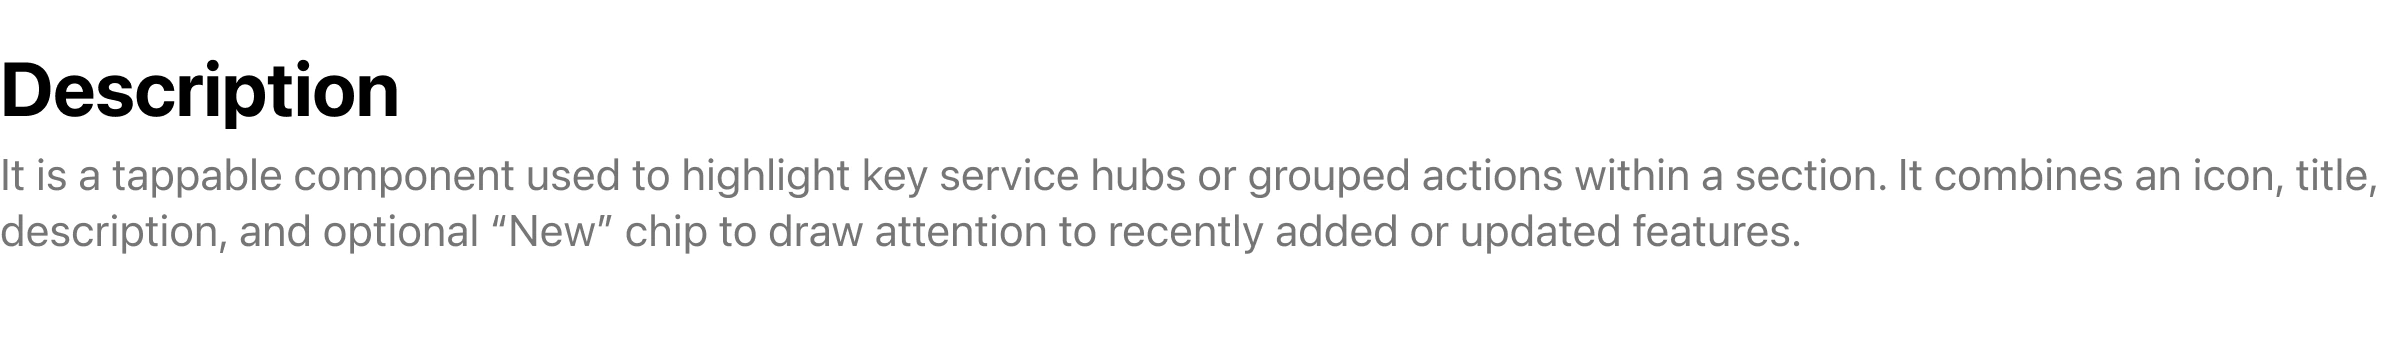 Description
It is a tappable component used to highlight key service hubs or grouped actions within a section. It combines an icon, title,
description, and optional “New” chip to draw attention to recently added or updated features.